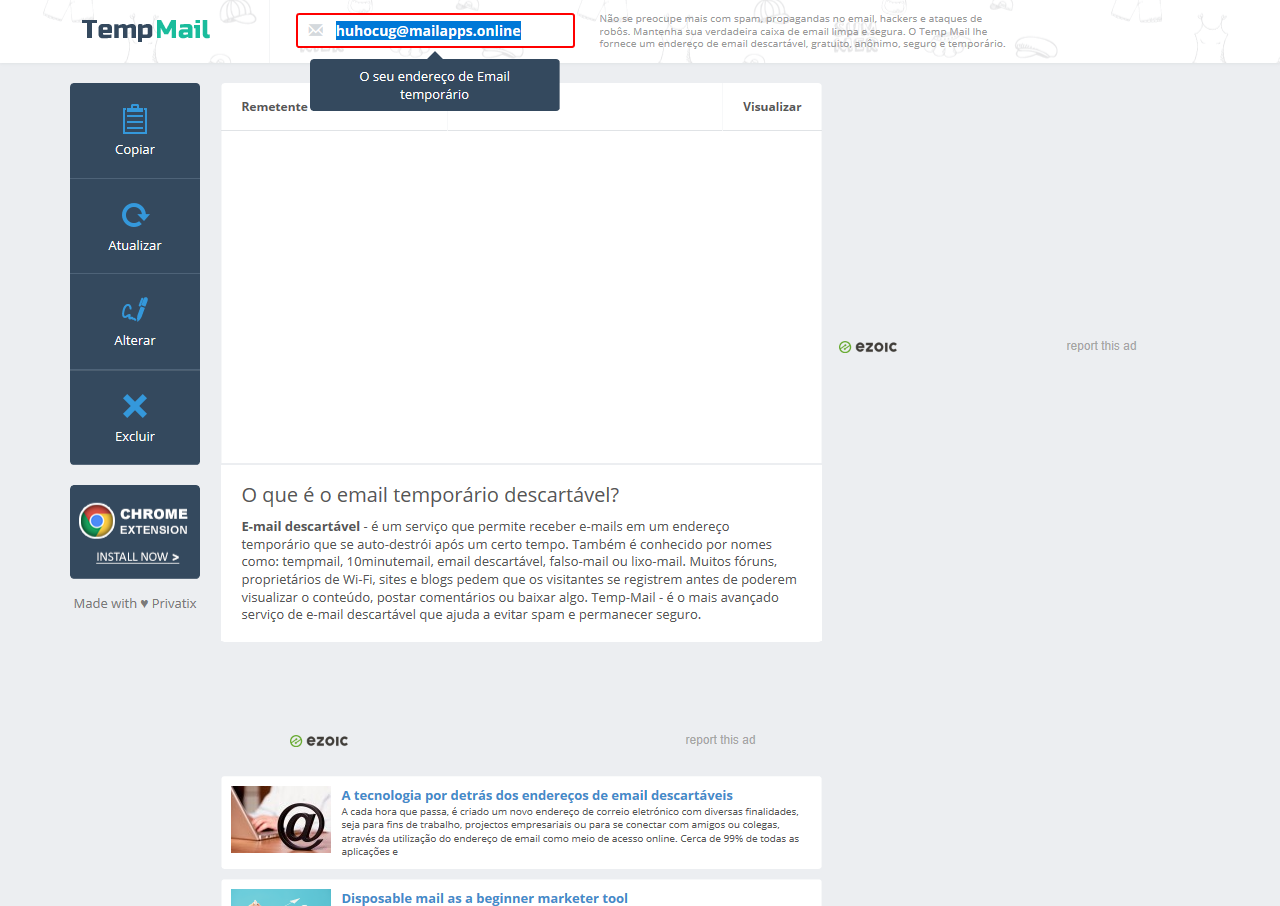 TempMail
huhocug@mailapps.online
Não se preocupe mais com spam, propagandas no email, hackers e ataques de
robôs. Mantenha sua verdadeira caixa de email limpa e segura. O Temp Mail lhe
fornece um endereço de email descartável, gratuito, anônimo, seguro e temporário.
O seu endereço de Email
temporário
Copiar
Atualizar
Alterar
Excluir
CHROME
EXTENSION
INSTALL NOW >
Made with ♥ Privatix
Remetente
Visualizar
O que é o email temporário descartável?
E-mail descartável - é um serviço que permite receber e-mails em um endereço
temporário que se auto-destrói após um certo tempo. Também é conhecido por nomes
como: tempmail, 10minutemail, email descartável, falso-mail ou lixo-mail. Muitos fóruns,
proprietários de Wi-Fi, sites e blogs pedem que os visitantes se registrem antes de poderem
visualizar o conteúdo, postar comentários ou baixar algo. Temp-Mail - é o mais avançado
serviço de e-mail descartável que ajuda a evitar spam e permanecer seguro.
ezoic
report this ad
ezoic
report this ad
A tecnologia por detrás dos endereços de email descartáveis
A cada hora que passa, é criado um novo endereço de correio eletrónico com diversas finalidades,
seja para fins de trabalho, projectos empresariais ou para se conectar com amigos ou colegas,
através da utilização do endereço de email como meio de acesso online. Cerca de 99% de todas as
aplicações e
@
Disposable mail as a beginner marketer tool